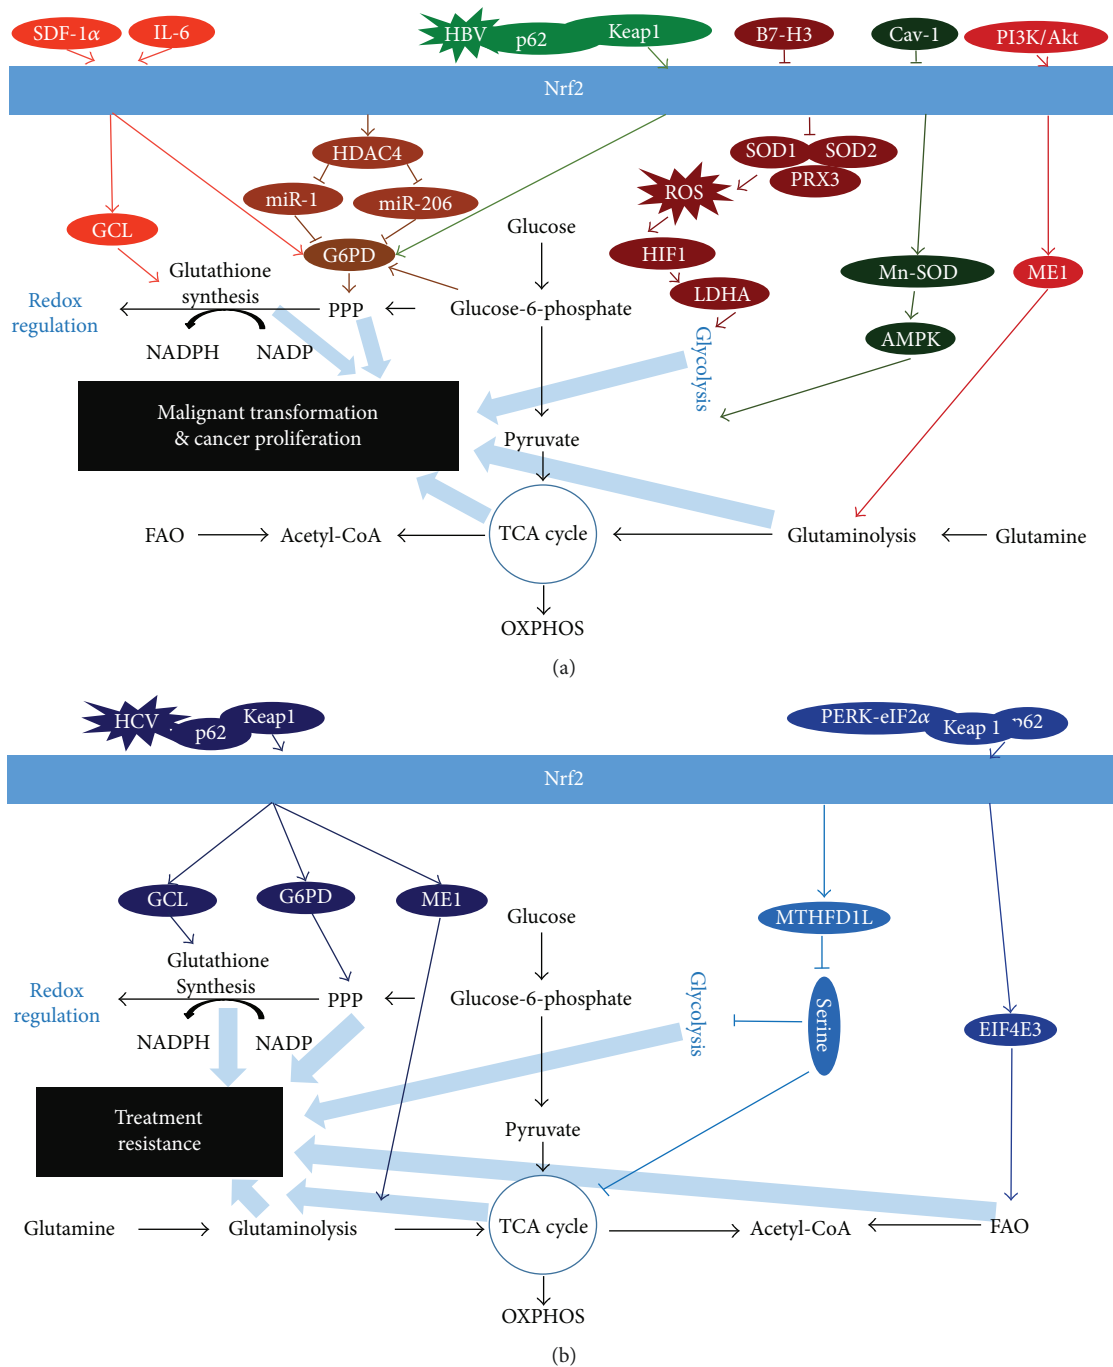 SDF-1α
IL-6
HBV
p62
Keap1
B7-H3
Cav-1
PI3K/Akt
Nrf2
HDAC4
SOD1
SOD2
PRX3
miR-1
miR-206
ROS
GCL
Glucose
G6PD
HIF1
Mn-SOD
ME1
Glutathione
synthesis
Redox
regulation
PPP
Glucose-6-phosphate
LDHA
NADPH
NADP
Glycolysis
AMPK
Malignant transformation
& cancer proliferation
Pyruvate
FAO
Acetyl-CoA
TCA cycle
Glutaminolysis
Glutamine
OXPHOS
(a)
HCV
p62
Keap1
PERK-eIF2α
Keap 1
p62
Nrf2
GCL
G6PD
ME1
Glucose
MTHFD1L
Glutathione
Synthesis
Redox
regulation
PPP
Glucose-6-phosphate
Glycolysis
Serine
EIF4E3
NADPH
NADP
Treatment
resistance
Pyruvate
Glutamine
Glutaminolysis
TCA cycle
Acetyl-CoA
FAO
OXPHOS
(b)